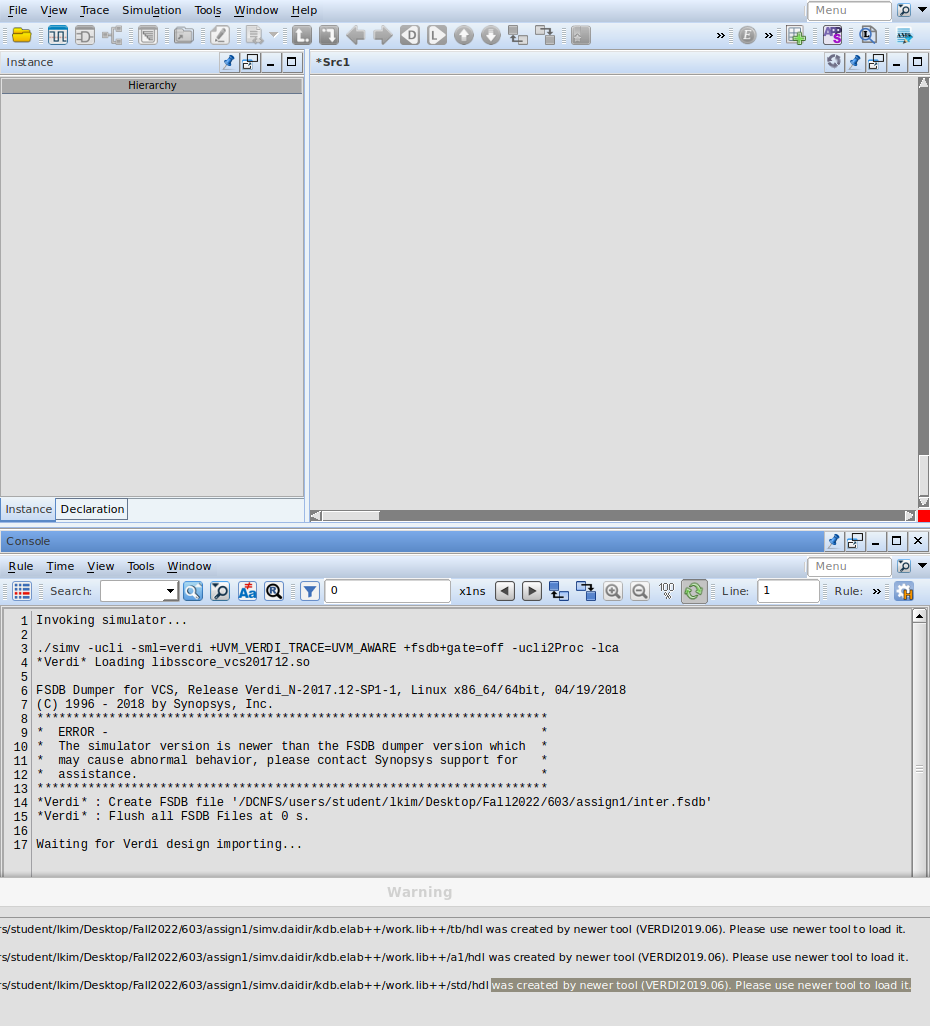 File View Trace Simulation Tools Window Help Menu
» E »
Instance *Src1
Hierarchy
Instance Declaration
Console
Rule Time View Tools Window Menu
Search: 0 x1ns 100 % Line: 1 Rule: »
1 Invoking simulator...
2
3 ./simv -ucli -sml=verdi +UVM_VERDI_TRACE=UVM_AWARE +fsdb+gate=off -ucli2Proc -lca
4 *Verdi* Loading libsscore_vcs201712.so
5
6 FSDB Dumper for VCS, Release Verdi_N-2017.12-SP1-1, Linux x86_64/64bit, 04/19/2018
7 (C) 1996 - 2018 by Synopsys, Inc.
8 ***********************************************************************
9 * ERROR - *
10 * The simulator version is newer than the FSDB dumper version which *
11 * may cause abnormal behavior, please contact Synopsys support for *
12 * assistance. *
13 ***********************************************************************
14 *Verdi* : Create FSDB file '/DCNFS/users/student/lkim/Desktop/Fall2022/603/assign1/inter.fsdb'
15 *Verdi* : Flush all FSDB Files at 0 s.
16
17 Waiting for Verdi design importing...
Warning
s/student/lkim/Desktop/Fall2022/603/assign1/simv.daidir/kdb.elab++/work.lib++/tb/hdl was created by newer tool (VERDI2019.06). Please use newer tool to load it.
s/student/lkim/Desktop/Fall2022/603/assign1/simv.daidir/kdb.elab++/work.lib++/a1/hdl was created by newer tool (VERDI2019.06). Please use newer tool to load it.
s/student/lkim/Desktop/Fall2022/603/assign1/simv.daidir/kdb.elab++/work.lib++/std/hdl was created by newer tool (VERDI2019.06). Please use newer tool to load it.